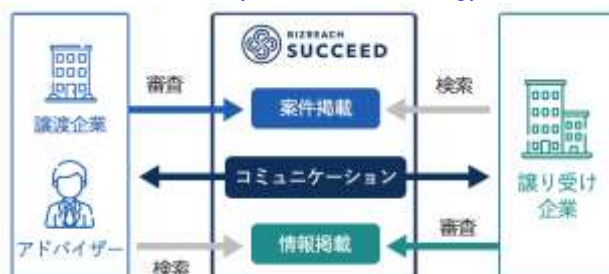 BIZREACH
SUCCEED
審査
検索
案件掲載
譲渡企業
コミュニケーション
譲り受け
企業
アドバイザー
情報掲載
審査
検索